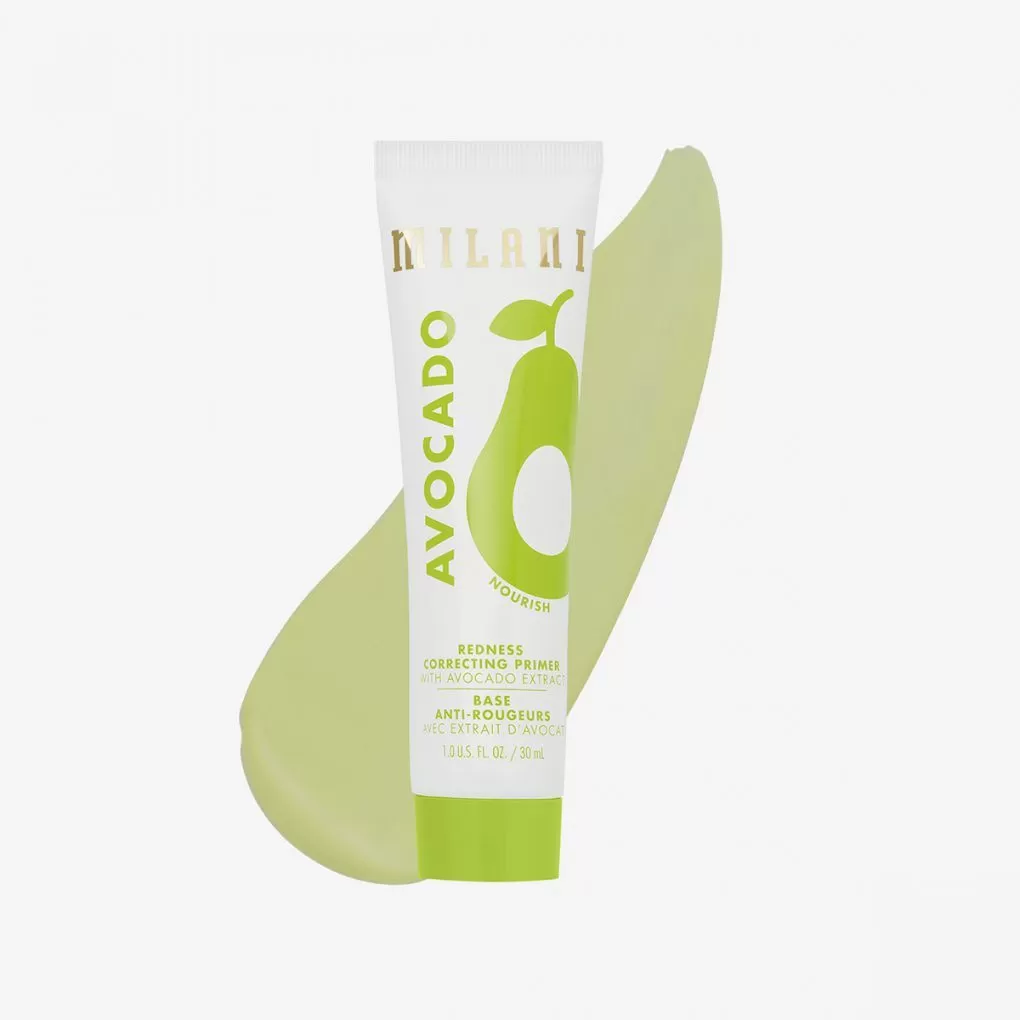 MILANI
AVOCADO
NOURISH
REDNESS
CORRECTING PRIMER
WITH AVOCADO EXTRACT
BASE
ANTI-ROUGEURS
AVEC EXTRAIT D'AVOCAT
1.0 U.S. FL. OZ. / 30 mL